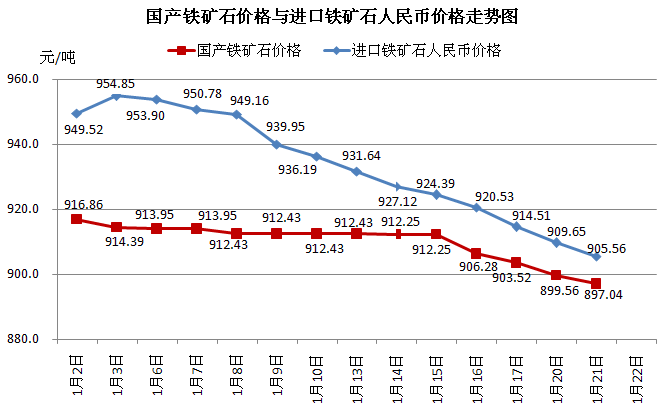 国产铁矿石价格与进口铁矿石人民币价格走势图
元/吨
国产铁矿石价格 进口铁矿石人民币价格
960.0
940.0
920.0
900.0
880.0
949.52 954.85 953.90 950.78 949.16 939.95 936.19 931.64 927.12 924.39 920.53 914.51 909.65 905.56
916.86 914.39 913.95 913.95 912.43 912.43 912.43 912.43 912.25 912.25 906.28 903.52 899.56 897.04
1月2日 1月3日 1月6日 1月7日 1月8日 1月9日 1月10日 1月13日 1月14日 1月15日 1月16日 1月17日 1月20日 1月21日 1月22日